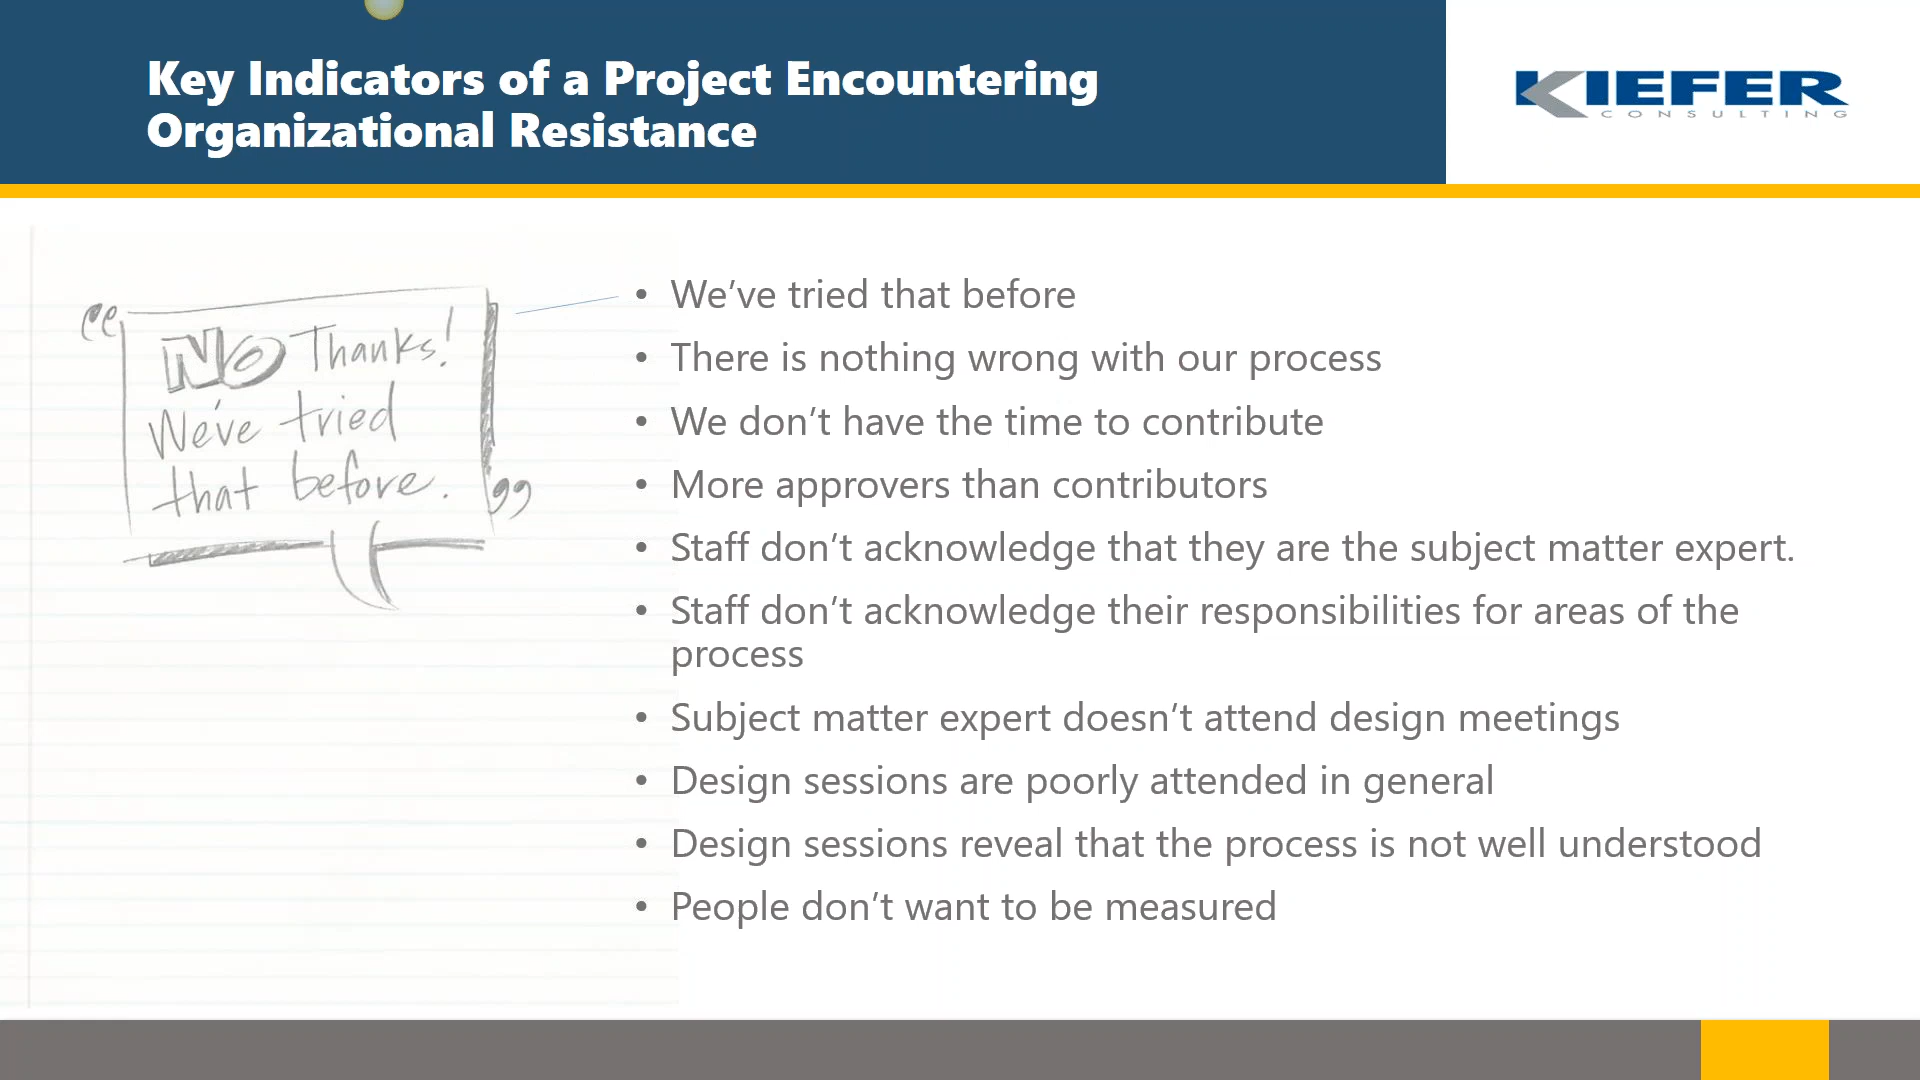 Key Indicators of a Project Encountering
Organizational Resistance
KIEFER
CONSULTING
“
NO Thanks!
We've tried
that before.
”
• We’ve tried that before
• There is nothing wrong with our process
• We don’t have the time to contribute
• More approvers than contributors
• Staff don’t acknowledge that they are the subject matter expert.
• Staff don’t acknowledge their responsibilities for areas of the
process
• Subject matter expert doesn’t attend design meetings
• Design sessions are poorly attended in general
• Design sessions reveal that the process is not well understood
• People don’t want to be measured